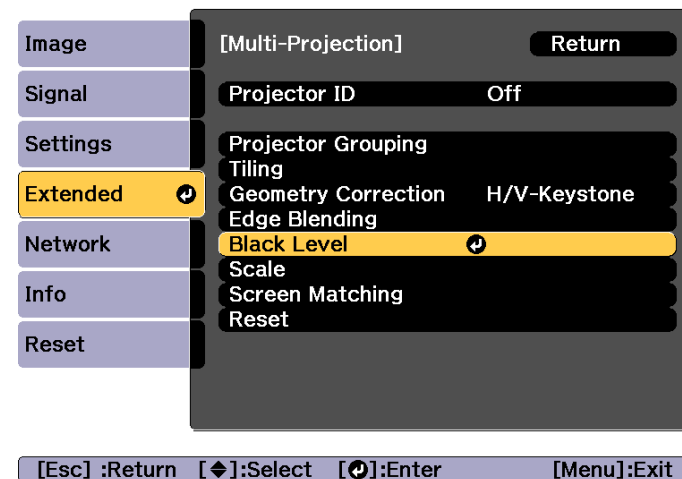 Image
Signal
Settings
Extended
Network
Info
Reset
[Multi-Projection] Return
Projector ID Off
Projector Grouping
Tiling
Geometry Correction H/V-Keystone
Edge Blending
Black Level
Scale
Screen Matching
Reset
[Esc] :Return [◆]:Select [↵]:Enter [Menu]:Exit